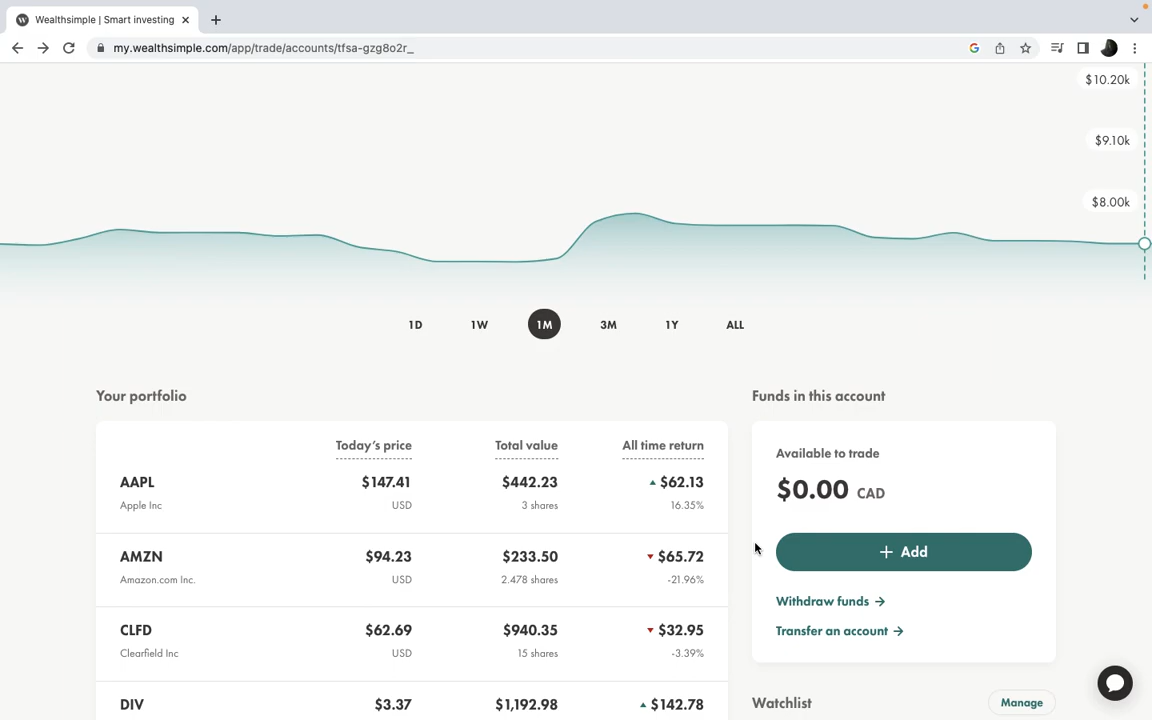 Wealthsimple | Smart investing
my.wealthsimple.com/app/trade/accounts/tfsa-gzg8o2r_
$10.20k
$9.10k
$8.00k
1D 1W 1M 3M 1Y ALL
Your portfolio
Today's price Total value All time return
AAPL $147.41 $442.23 $62.13
Apple Inc USD 3 shares 16.35%
AMZN $94.23 $233.50 $65.72
Amazon.com Inc. USD 2.478 shares -21.96%
CLFD $62.69 $940.35 $32.95
Clearfield Inc USD 15 shares -3.39%
DIV $3.37 $1,192.98 $142.78
Funds in this account
Available to trade
$0.00 CAD
+ Add
Withdraw funds →
Transfer an account →
Watchlist Manage